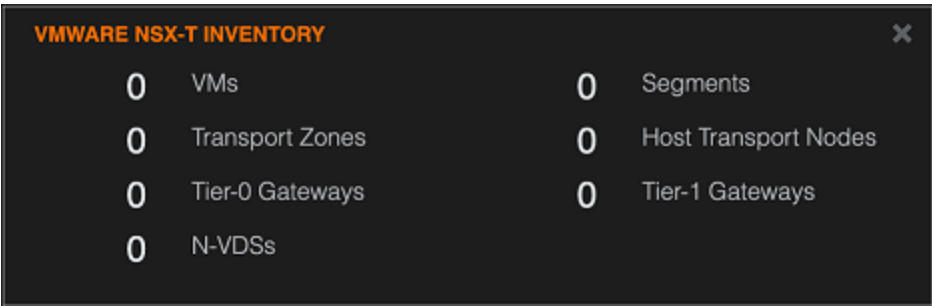 VMWARE NSX-T INVENTORY
0 VMs 0 Segments
0 Transport Zones 0 Host Transport Nodes
0 Tier-0 Gateways 0 Tier-1 Gateways
0 N-VDSs